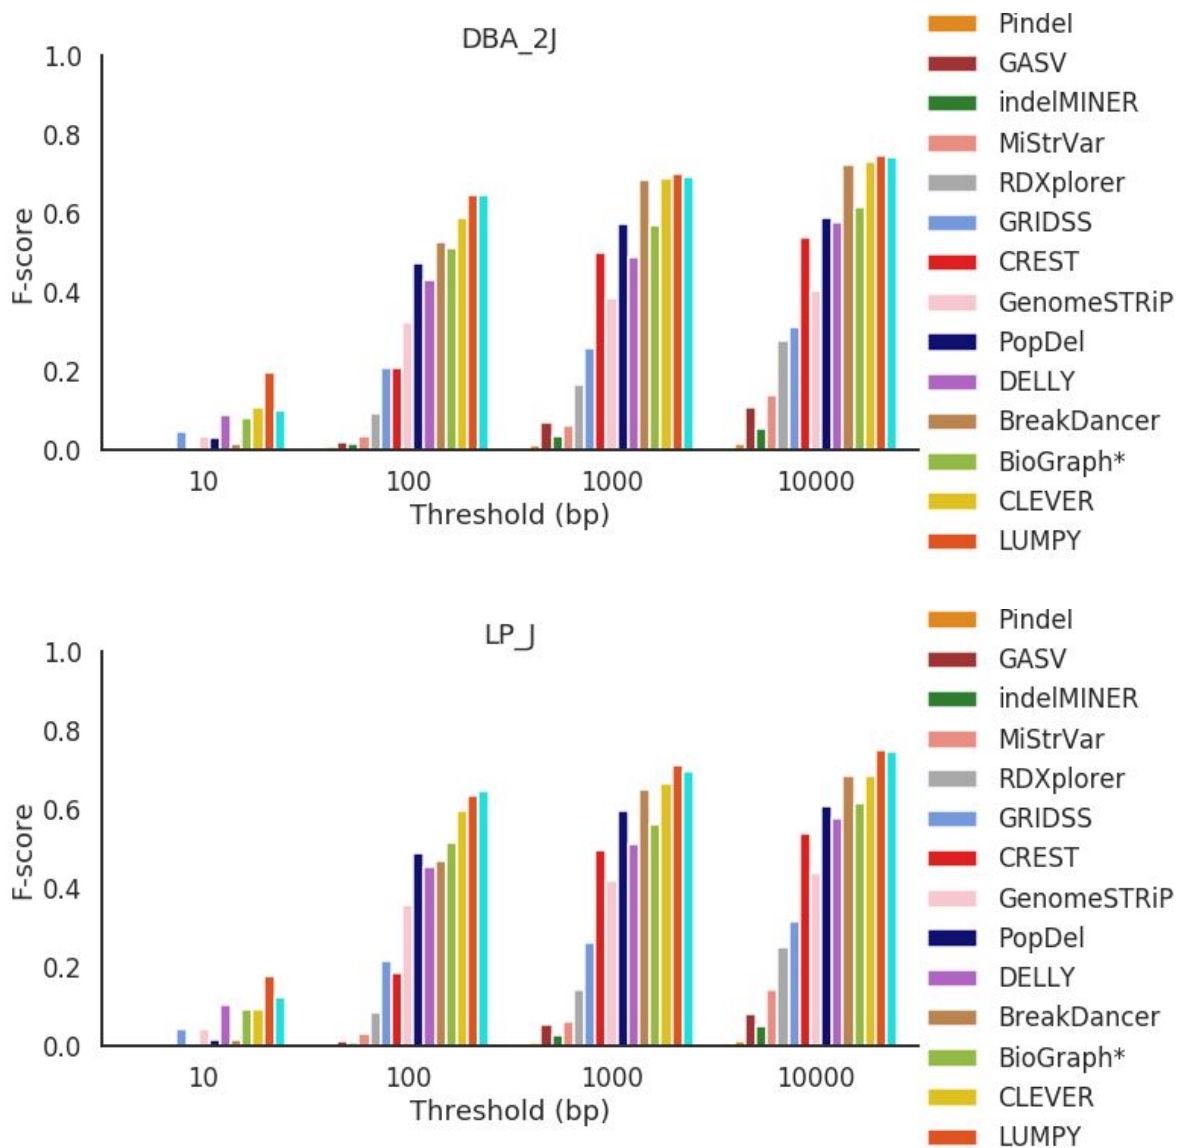 DBA_2J
1.0
0.8
0.6
0.4
0.2
0.0
F-score
10 100 1000 10000
Threshold (bp)
Pindel
GASV
indelMINER
MiStrVar
RDXplorer
GRIDSS
CREST
GenomeSTRiP
PopDel
DELLY
BreakDancer
BioGraph*
CLEVER
LUMPY
LP_J
1.0
0.8
0.6
0.4
0.2
0.0
F-score
10 100 1000 10000
Threshold (bp)
Pindel
GASV
indelMINER
MiStrVar
RDXplorer
GRIDSS
CREST
GenomeSTRiP
PopDel
DELLY
BreakDancer
BioGraph*
CLEVER
LUMPY